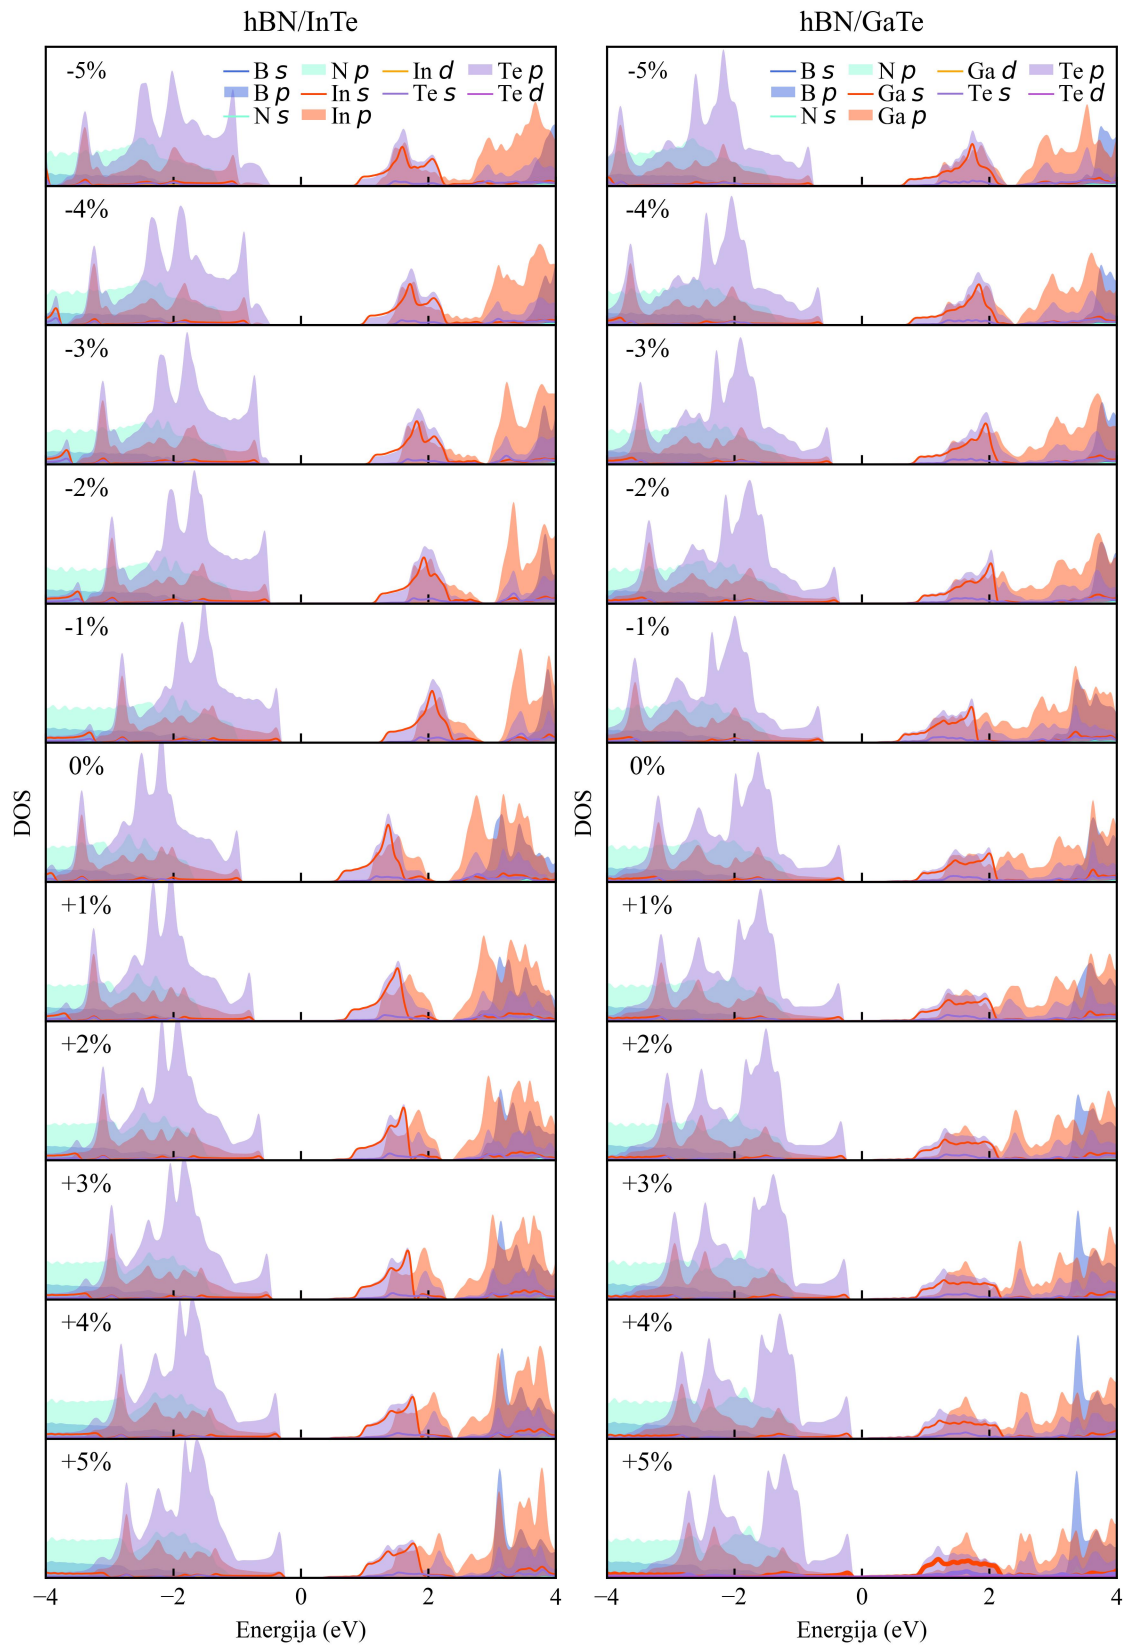 hBN/InTe
hBN/GaTe
-5%
B s
N p
In d
Te p
B p
In s
Te s
Te d
N s
In p
-5%
B s
N p
Ga d
Te p
B p
Ga s
Te s
Te d
N s
Ga p
-4%
-4%
-3%
-3%
-2%
-2%
-1%
-1%
0%
0%
DOS
DOS
+1%
+1%
+2%
+2%
+3%
+3%
+4%
+4%
+5%
+5%
−4 −2 0 2 4
−4 −2 0 2 4
Energija (eV)
Energija (eV)